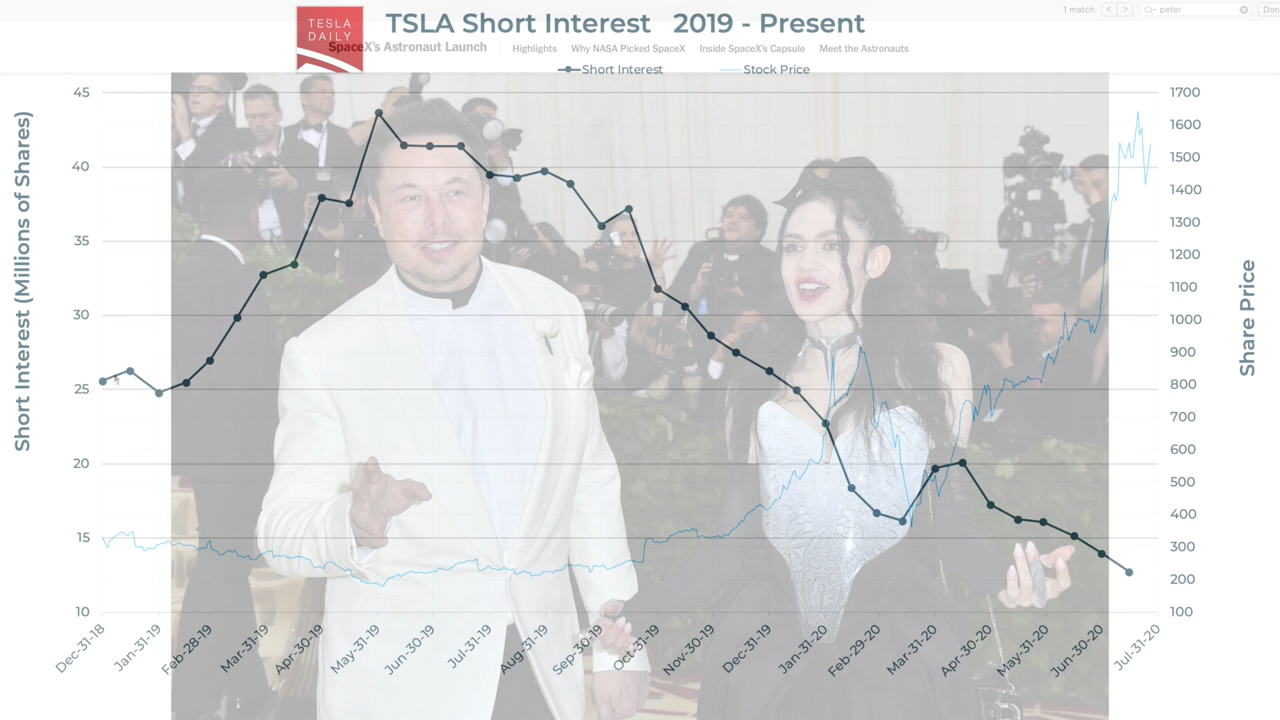 1 match < > peter Don
TESLA
DAILY
TSLA Short Interest 2019 - Present
SpaceX's Astronaut Launch Highlights Why NASA Picked SpaceX Inside SpaceX's Capsule Meet the Astronauts
Short Interest Stock Price
Short Interest (Millions of Shares)
45
40
35
30
25
20
15
10
1700
1600
1500
1400
1300
1200
1100
1000
900
800
700
600
500
400
300
200
100
Share Price
Dec-31-18 Jan-31-19 Feb-28-19 Mar-31-19 Apr-30-19 May-31-19 Jun-30-19 Jul-31-19 Aug-31-19 Sep-30-19 Oct-31-19 Nov-30-19 Dec-31-19 Jan-31-20 Feb-29-20 Mar-31-20 Apr-30-20 May-31-20 Jun-30-20 Jul-31-20